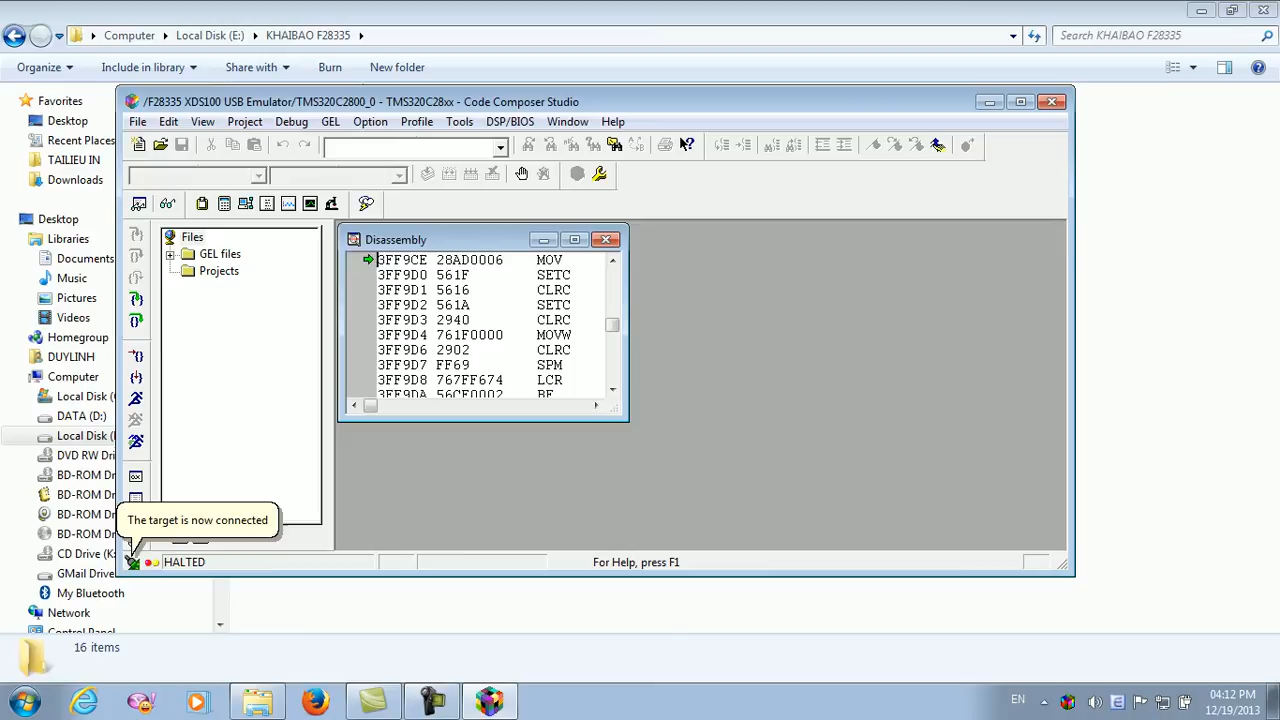 Computer
Local Disk (E:)
KHAIBAO F28335
Search KHAIBAO F28335
Organize
Include in library
Share with
Burn
New folder
Favorites
Desktop
Recent Places
TAILIEU IN
Downloads
Desktop
Libraries
Documents
Music
Pictures
Videos
Homegroup
DUYLINH
Computer
Local Disk (
DATA (D:)
Local Disk (
DVD RW Dri
BD-ROM Dr
BD-ROM Dr
BD-ROM Dr
BD-ROM Dr
CD Drive (K:
GMail Drive
My Bluetooth
Network
Control Panel
/F28335 XDS100 USB Emulator/TMS320C2800_0 - TMS320C28xx - Code Composer Studio
File Edit View Project Debug GEL Option Profile Tools DSP/BIOS Window Help
Files
GEL files
Projects
Disassembly
3FF9CE 28AD0006 MOV
3FF9D0 561F SETC
3FF9D1 5616 CLRC
3FF9D2 561A SETC
3FF9D3 2940 CLRC
3FF9D4 761F0000 MOVW
3FF9D6 2902 CLRC
3FF9D7 FF69 SPM
3FF9D8 767FF674 LCR
3FF9DA 56CF0002 BF
The target is now connected
HALTED
For Help, press F1
16 items
EN
04:12 PM
12/19/2013